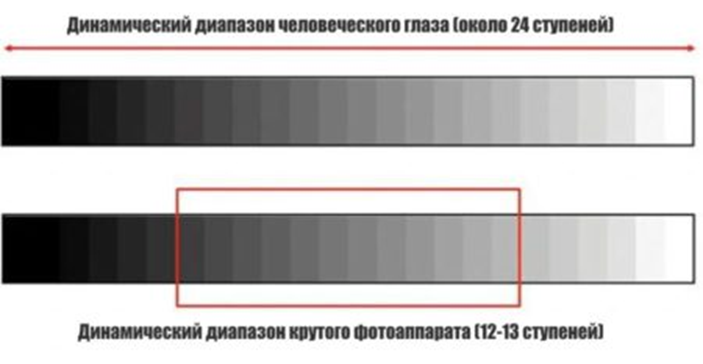 Динамический диапазон человеческого глаза (около 24 ступеней)
Динамический диапазон крутого фотоаппарата (12-13 ступеней)